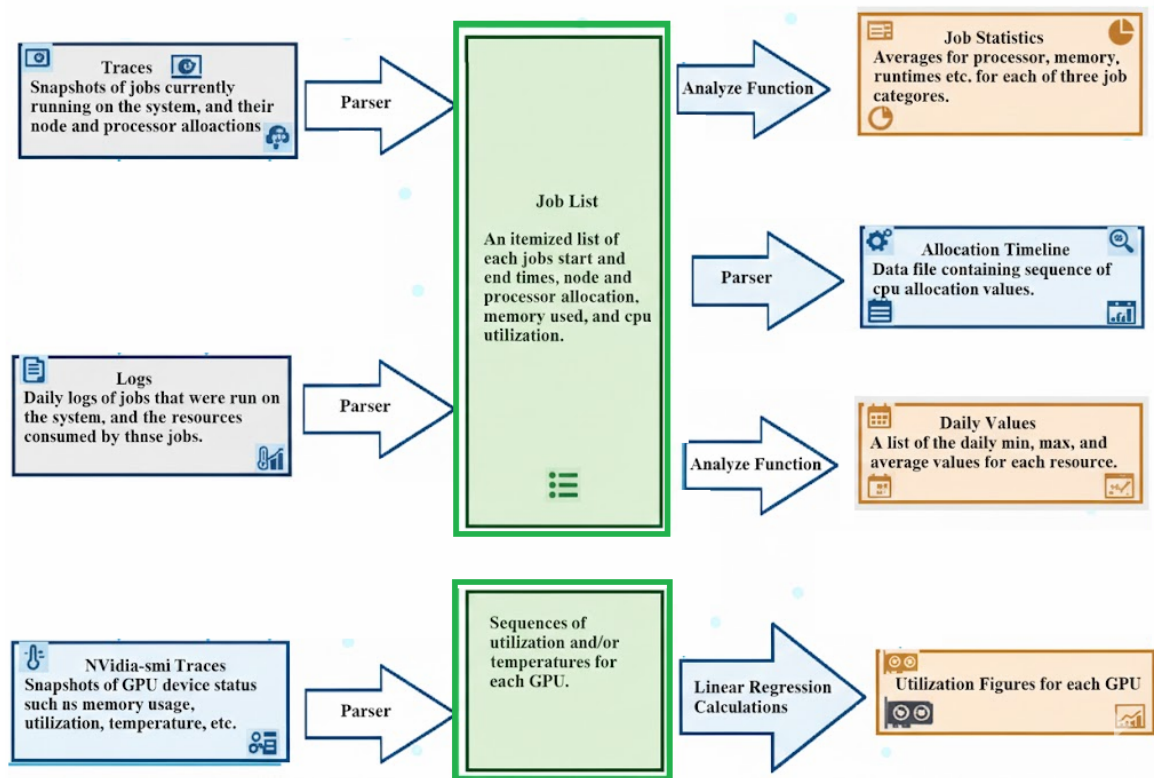 Traces
Snapshots of jobs currently
running on the system, and their
node and processor alloactions
Parser
Logs
Daily logs of jobs that were run on
the system, and the resources
consumed by thnse jobs.
Parser
Job List
An itemized list of
each jobs start and
end times, node and
processor allocation,
memory used, and cpu
utilization.
Analyze Function
Job Statistics
Averages for processor, memory,
runtimes etc. for each of three job
categores.
Parser
Allocation Timeline
Data file containing sequence of
cpu allocation values.
Analyze Function
Daily Values
A list of the daily min, max, and
average values for each resource.
NVidia-smi Traces
Snapshots of GPU device status
such ns memory usage,
utilization, temperature, etc.
Parser
Sequences of
utilization and/or
temperatures for
each GPU.
Linear Regression
Calculations
Utilization Figures for each GPU